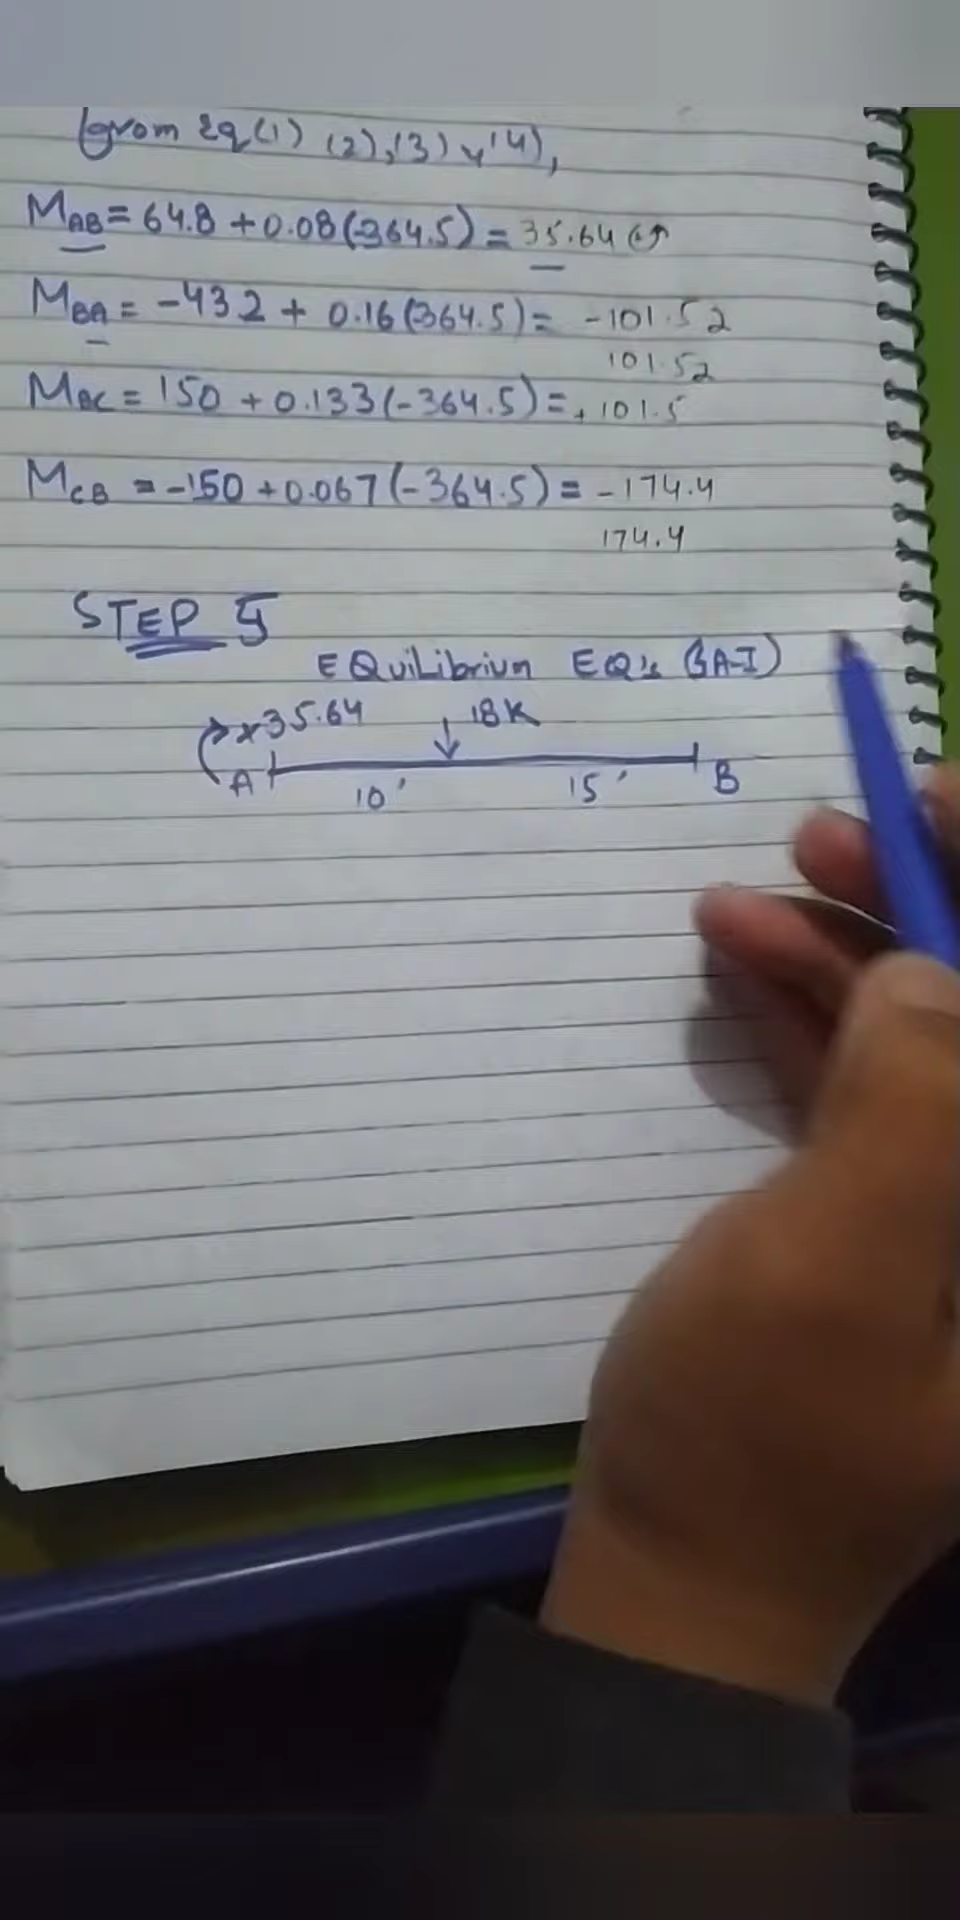 from Eq(1) (2),(3) & (4),
MAB = 64.8 + 0.08(-364.5) = 35.64
MBA = -43.2 + 0.16(364.5) = -101.52
101.52
MBC = 150 + 0.133(-364.5) = +101.5
MCB = -150 + 0.067(-364.5) = -174.4
174.4
STEP 5
EQuiLibrium EQ's (BA-I)
+35.64 18K
A 10' 15' B